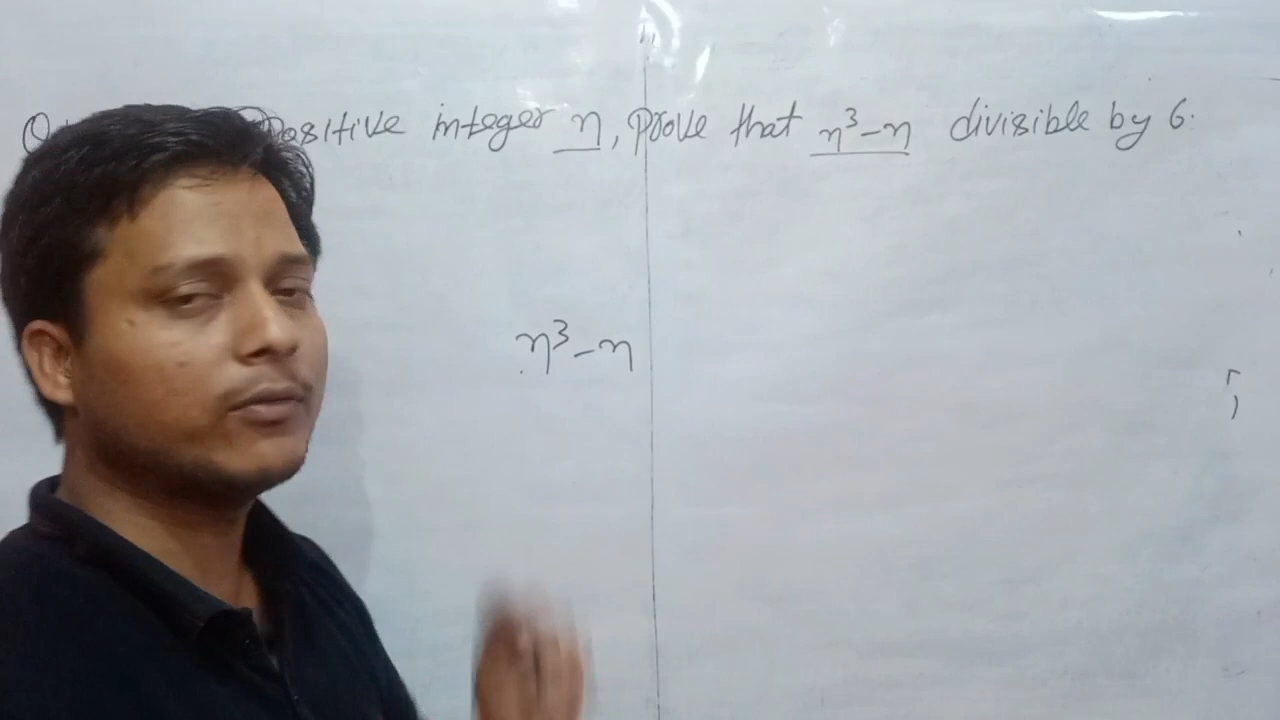 Positive integer n, prove that n³-n divisible by 6.
n³-n